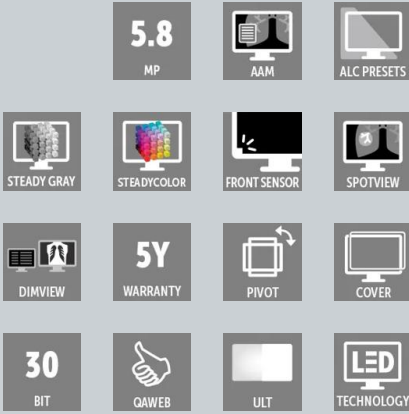 5.8
MP
AAM
ALC PRESETS
STEADY GRAY
STEADYCOLOR
FRONT SENSOR
SPOTVIEW
DIMVIEW
5Y
WARRANTY
PIVOT
COVER
30
BIT
QAWEB
ULT
LED
TECHNOLOGY